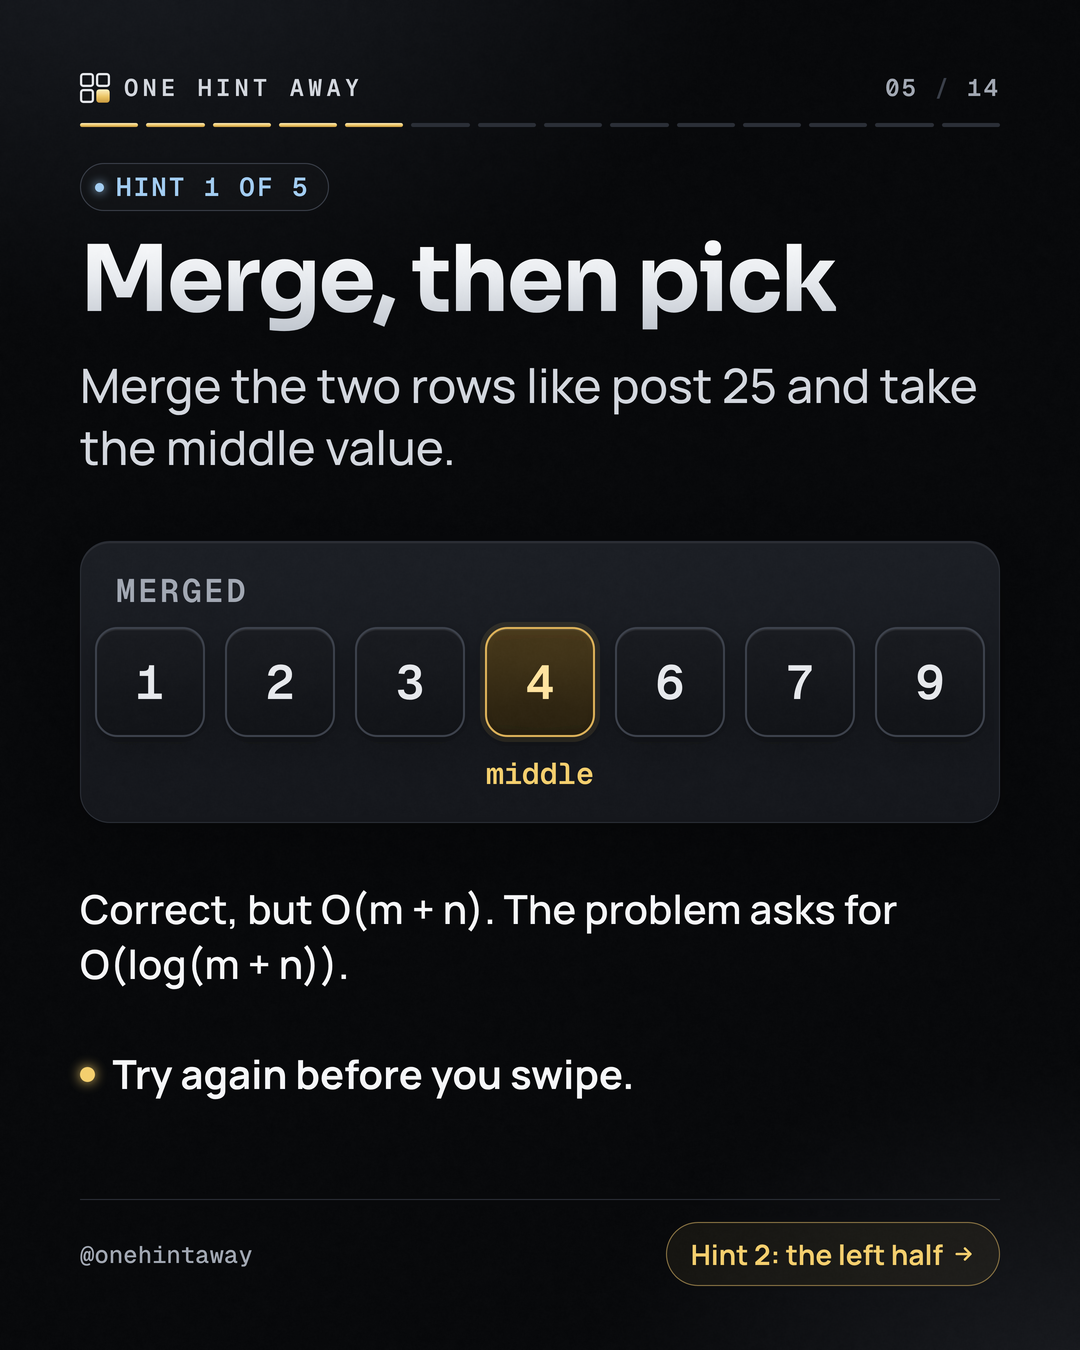 ONE HINT AWAY
05 / 14
HINT 1 OF 5
Merge, then pick
Merge the two rows like post 25 and take
the middle value.
MERGED
1 2 3 4 6 7 9
middle
Correct, but O(m + n). The problem asks for
O(log(m + n)).
Try again before you swipe.
@onehintaway
Hint 2: the left half →